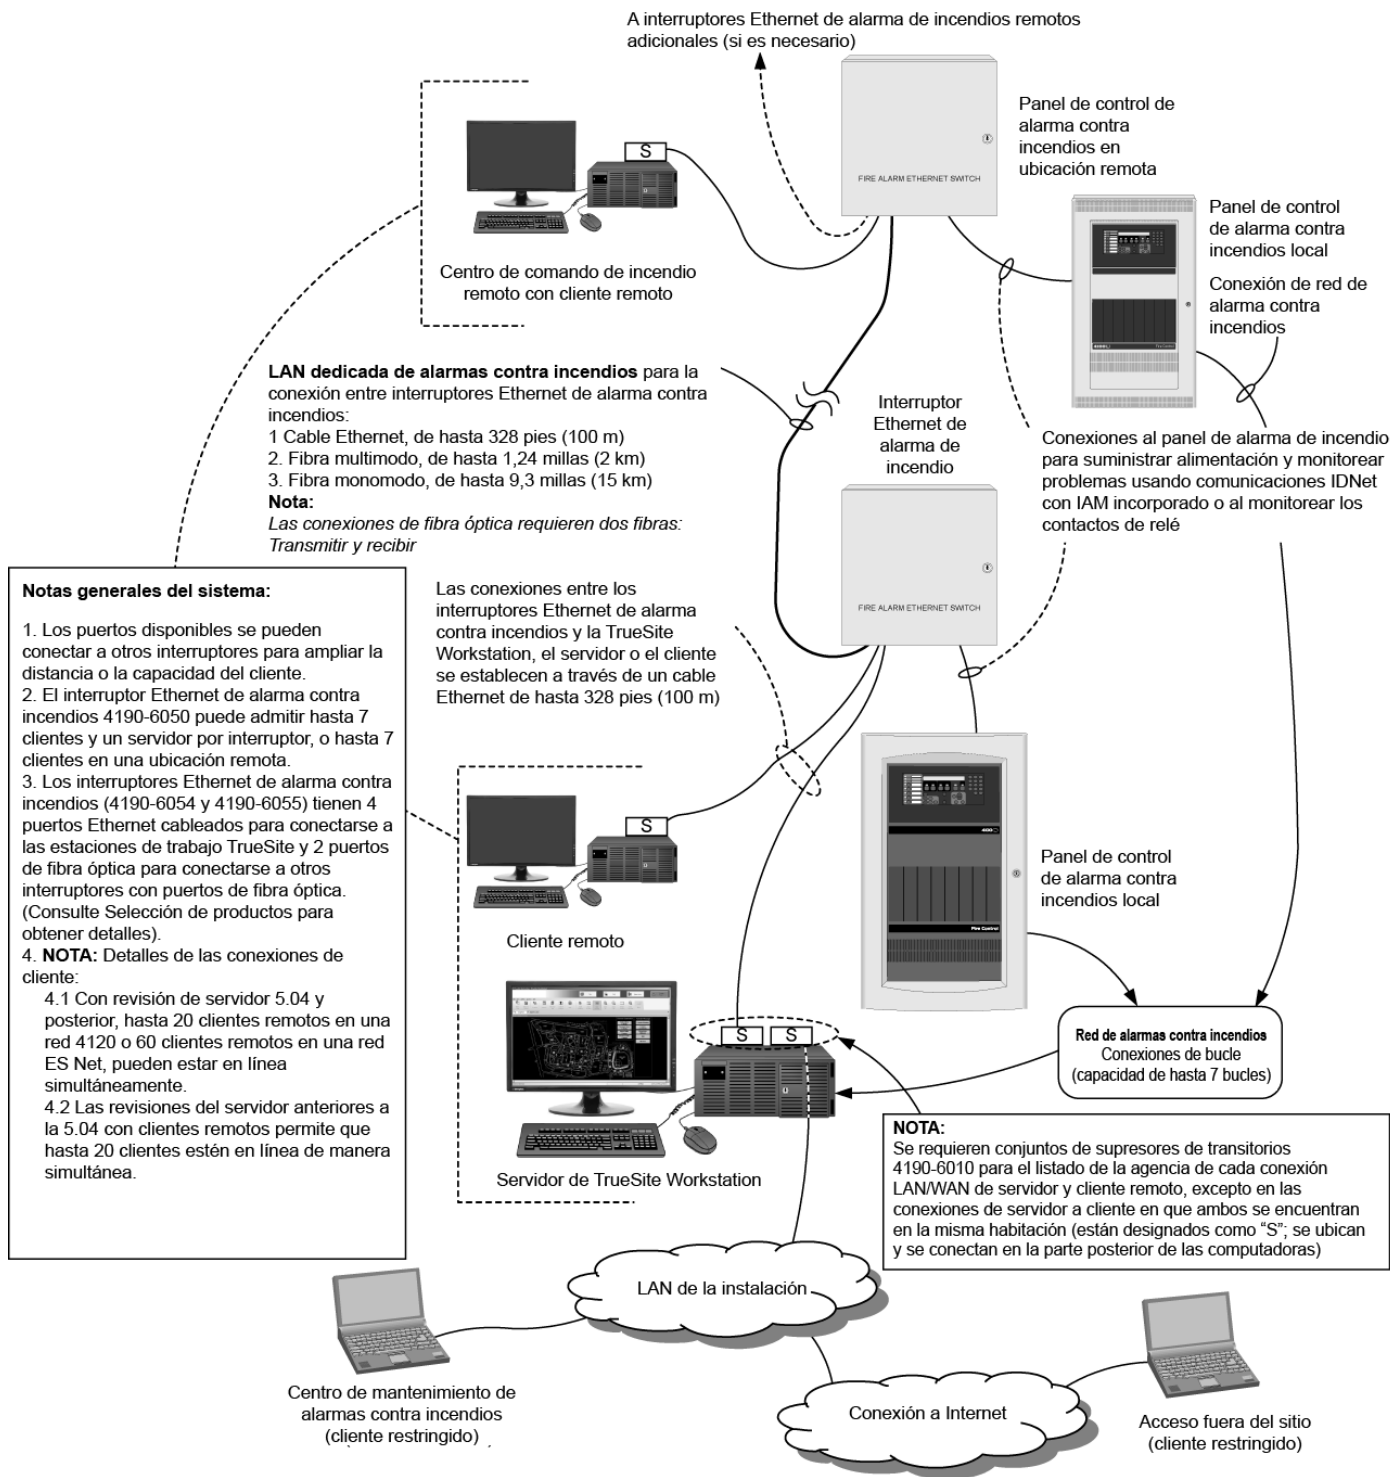 A interruptores Ethernet de alarma de incendios remotos
adicionales (si es necesario)
FIRE ALARM ETHERNET SWITCH
Panel de control de
alarma contra
incendios en
ubicación remota
S
Centro de comando de incendio
remoto con cliente remoto
Panel de control
de alarma contra
incendios local
Conexión de red de
alarma contra
incendios
LAN dedicada de alarmas contra incendios para la
conexión entre interruptores Ethernet de alarma contra
incendios:
1 Cable Ethernet, de hasta 328 pies (100 m)
2. Fibra multimodo, de hasta 1,24 millas (2 km)
3. Fibra monomodo, de hasta 9,3 millas (15 km)
Nota:
Las conexiones de fibra óptica requieren dos fibras:
Transmitir y recibir
Interruptor
Ethernet de
alarma de
incendio
Conexiones al panel de alarma de incendio
para suministrar alimentación y monitorear
problemas usando comunicaciones IDNet
con IAM incorporado o al monitorear los
contactos de relé
FIRE ALARM ETHERNET SWITCH
Notas generales del sistema:
1. Los puertos disponibles se pueden
conectar a otros interruptores para ampliar la
distancia o la capacidad del cliente.
2. El interruptor Ethernet de alarma contra
incendios 4190-6050 puede admitir hasta 7
clientes y un servidor por interruptor, o hasta 7
clientes en una ubicación remota.
3. Los interruptores Ethernet de alarma contra
incendios (4190-6054 y 4190-6055) tienen 4
puertos Ethernet cableados para conectarse a
las estaciones de trabajo TrueSite y 2 puertos
de fibra óptica para conectarse a otros
interruptores con puertos de fibra óptica.
(Consulte Selección de productos para
obtener detalles).
4. NOTA: Detalles de las conexiones de
cliente:
4.1 Con revisión de servidor 5.04 y
posterior, hasta 20 clientes remotos en una
red 4120 o 60 clientes remotos en una red
ES Net, pueden estar en línea
simultáneamente.
4.2 Las revisiones del servidor anteriores a
la 5.04 con clientes remotos permite que
hasta 20 clientes estén en línea de manera
simultánea.
Las conexiones entre los
interruptores Ethernet de alarma
contra incendios y la TrueSite
Workstation, el servidor o el cliente
se establecen a través de un cable
Ethernet de hasta 328 pies (100 m)
S
Cliente remoto
Fire Control
Panel de control
de alarma contra
incendios local
S S
Servidor de TrueSite Workstation
Red de alarmas contra incendios
Conexiones de bucle
(capacidad de hasta 7 bucles)
NOTA:
Se requieren conjuntos de supresores de transitorios
4190-6010 para el listado de la agencia de cada conexión
LAN/WAN de servidor y cliente remoto, excepto en las
conexiones de servidor a cliente en que ambos se encuentran
en la misma habitación (están designados como “S”; se ubican
y se conectan en la parte posterior de las computadoras)
LAN de la instalación
Centro de mantenimiento de
alarmas contra incendios
(cliente restringido)
Conexión a Internet
Acceso fuera del sitio
(cliente restringido)